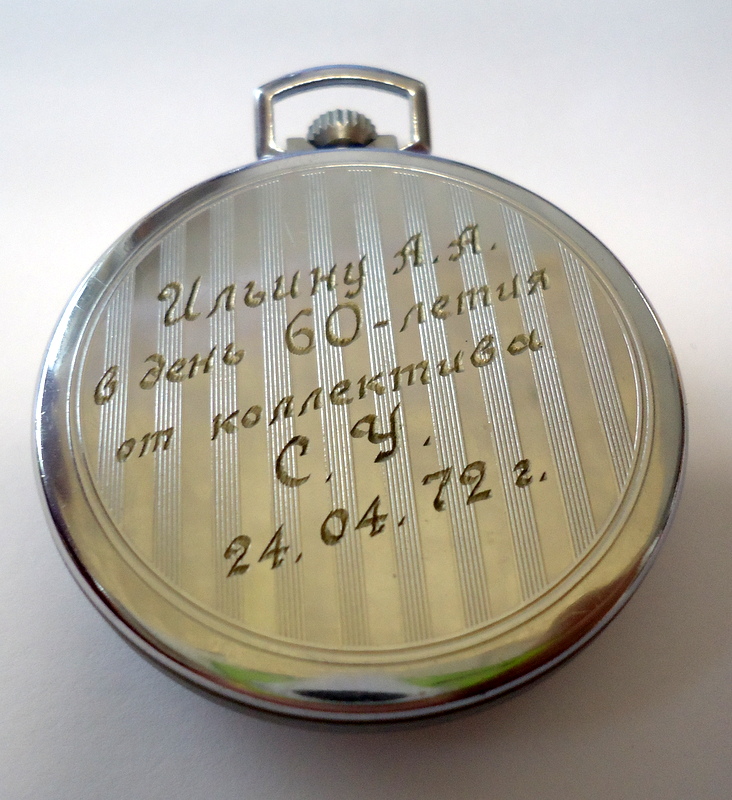 Ильину А.А.
в день 60-летия
от коллектива
С.У.
24.04.72 г.